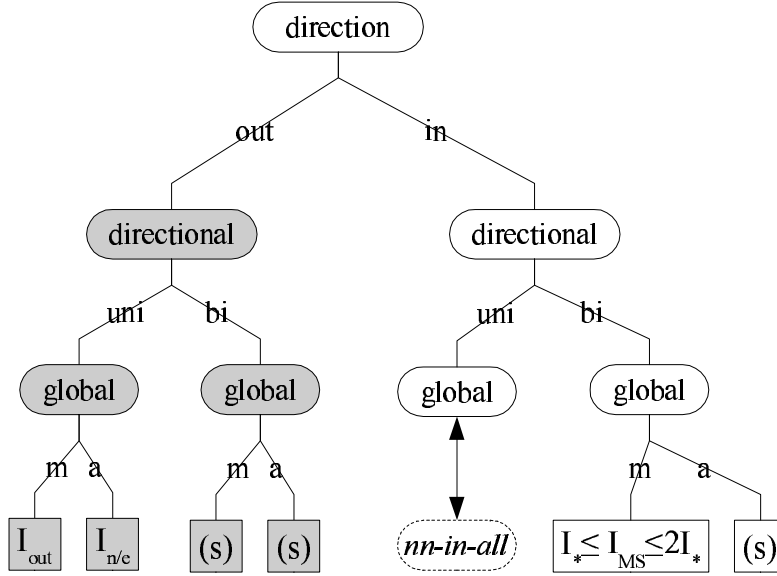 direction
out in
directional directional
uni bi uni bi
global global global global
m a m a m a
I_out I_n/e (s) (s) nn-in-all I_* ≤ I_MS ≤ 2I_* (s)